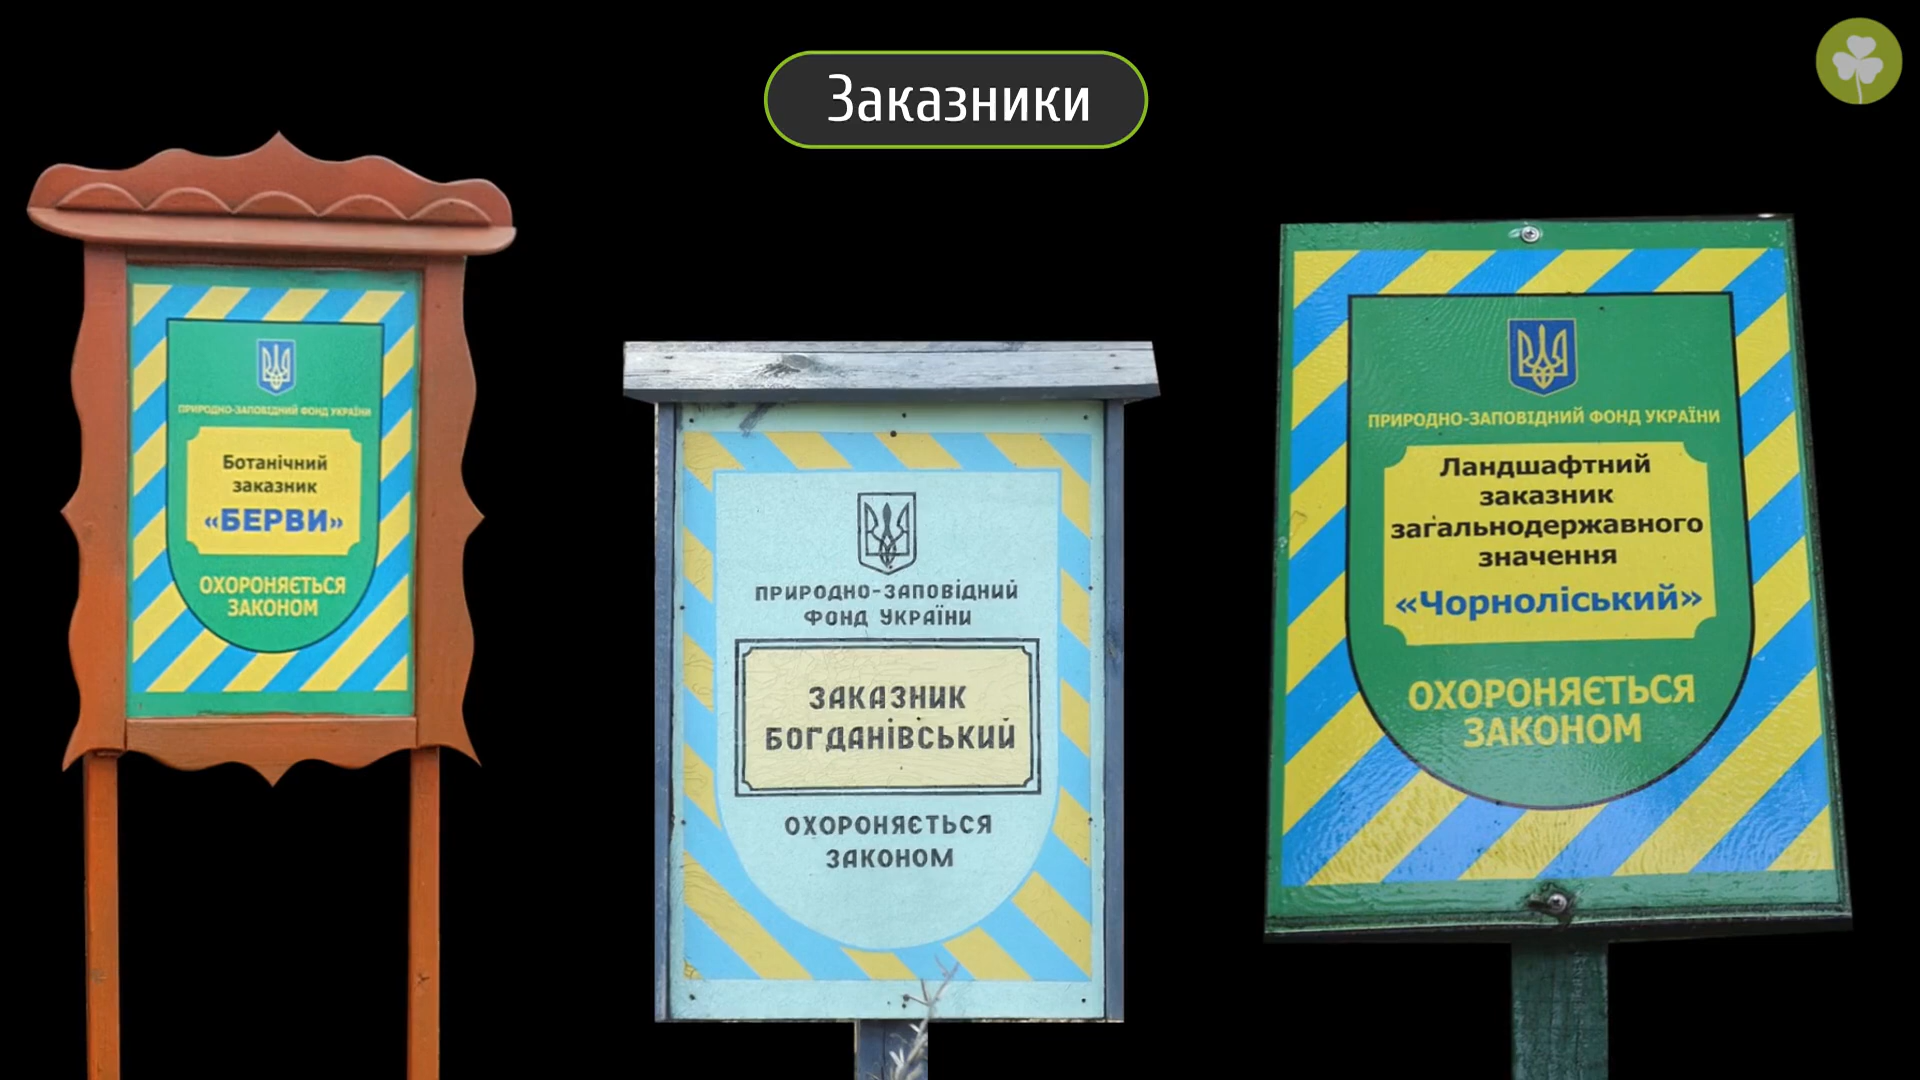 Заказники
ПРИРОДНО-ЗАПОВІДНИЙ ФОНД УКРАЇНИ
Ботанічний
заказник
«БЕРВИ»
ОХОРОНЯЄТЬСЯ
ЗАКОНОМ
ПРИРОДНО-ЗАПОВІДНИЙ
ФОНД УКРАЇНИ
ЗАКАЗНИК
БОГДАНІВСЬКИЙ
ОХОРОНЯЄТЬСЯ
ЗАКОНОМ
ПРИРОДНО-ЗАПОВІДНИЙ ФОНД УКРАЇНИ
Ландшафтний
заказник
загальнодержавного
значення
«Чорноліський»
ОХОРОНЯЄТЬСЯ
ЗАКОНОМ